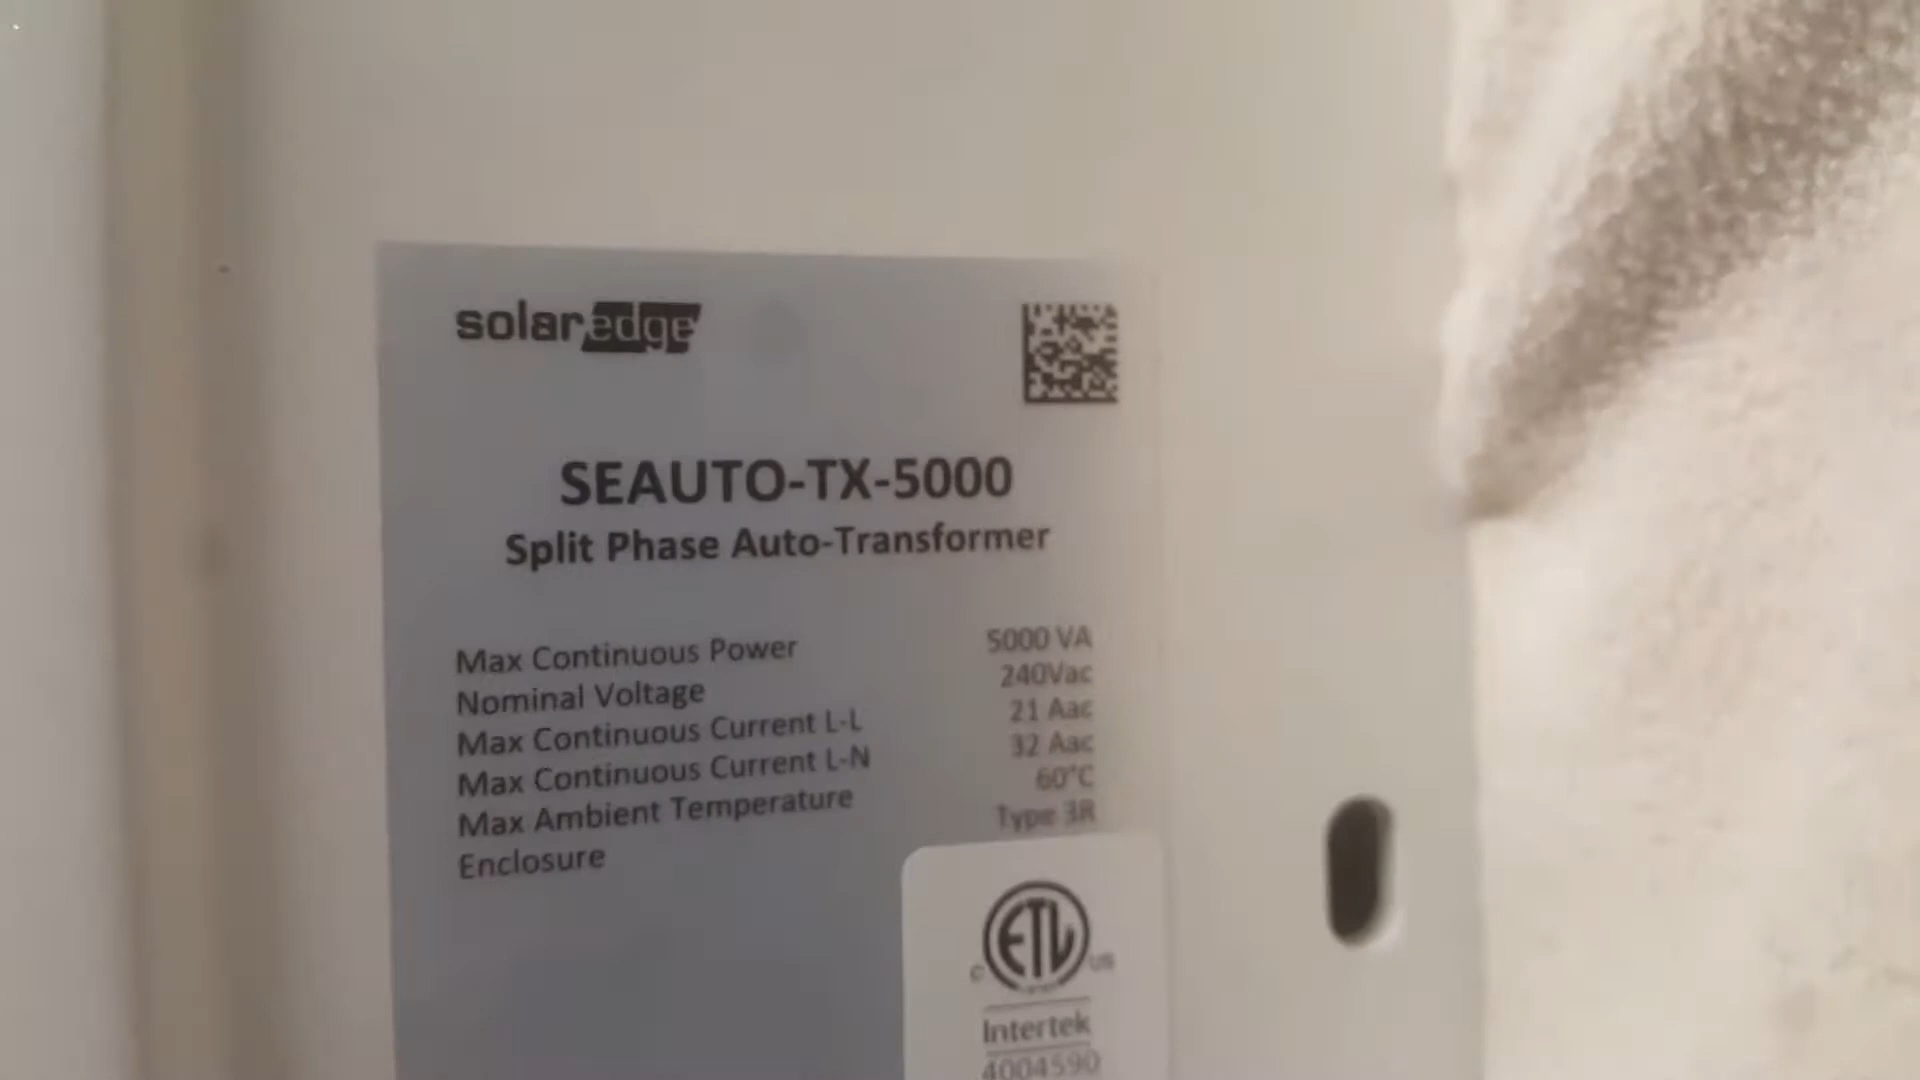 solaredge
SEAUTO-TX-5000
Split Phase Auto-Transformer
Max Continuous Power 5000 VA
Nominal Voltage 240Vac
Max Continuous Current L-L 21 Aac
Max Continuous Current L-N 32 Aac
Max Ambient Temperature 60°C
Enclosure Type 3R
C ETL US
Intertek
4004590